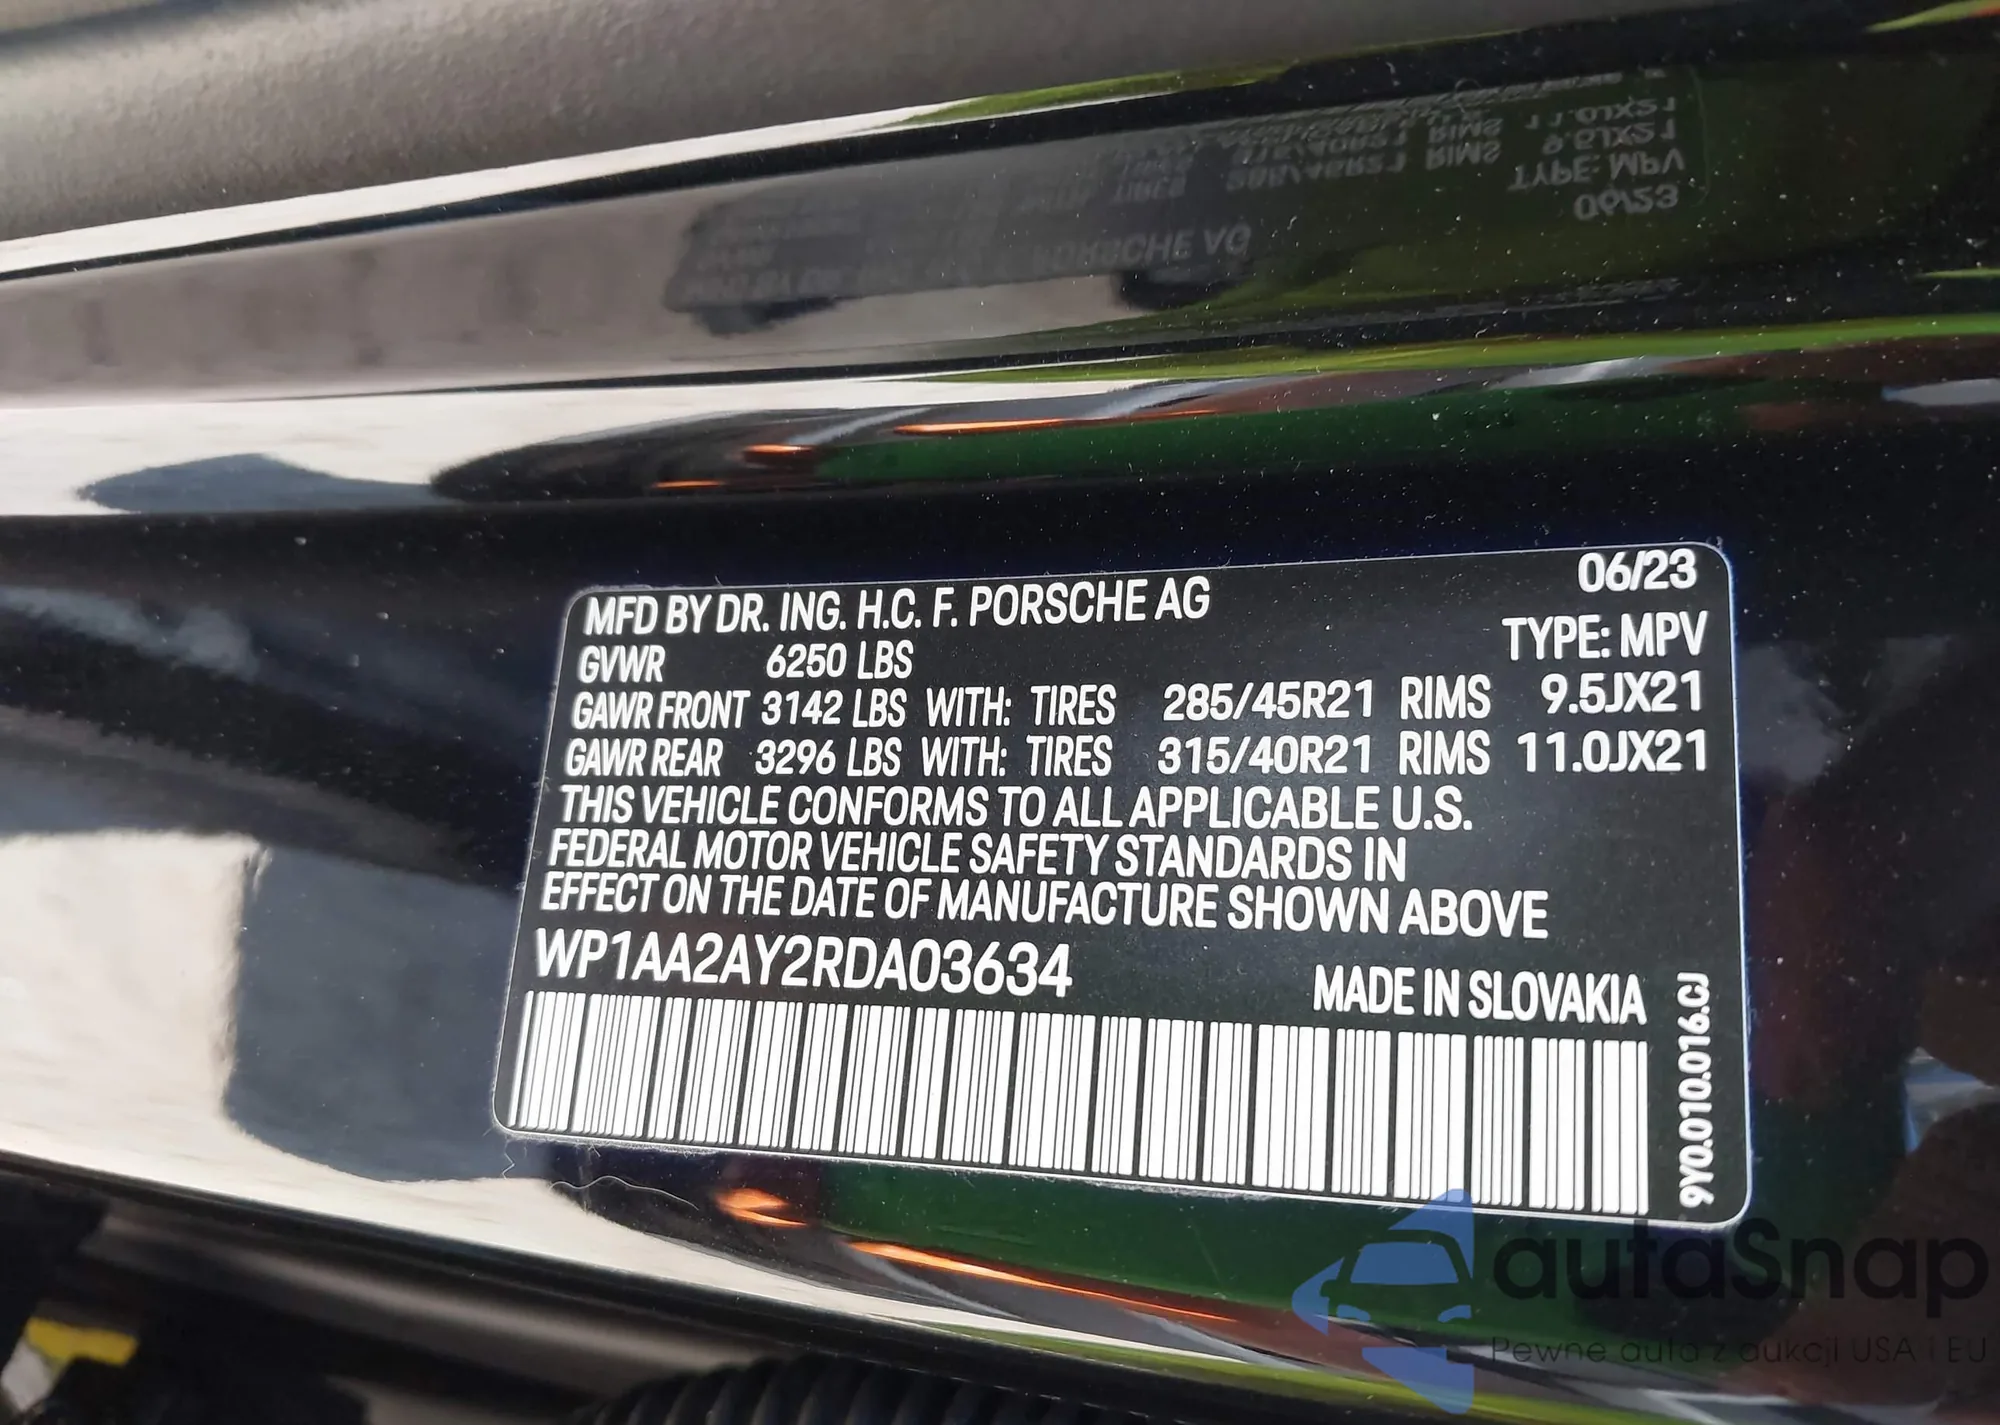 06/23
MFD BY DR. ING. H.C. F. PORSCHE AG
TYPE: MPV
GVWR 6250 LBS
GAWR FRONT 3142 LBS WITH: TIRES 285/45R21 RIMS 9.5JX21
GAWR REAR 3296 LBS WITH: TIRES 315/40R21 RIMS 11.0JX21
THIS VEHICLE CONFORMS TO ALL APPLICABLE U.S.
FEDERAL MOTOR VEHICLE SAFETY STANDARDS IN
EFFECT ON THE DATE OF MANUFACTURE SHOWN ABOVE
WP1AA2AY2RDA03634
MADE IN SLOVAKIA
9Y0.010.016.CJ
autaSnap
Pewne auta z aukcji USA i EU